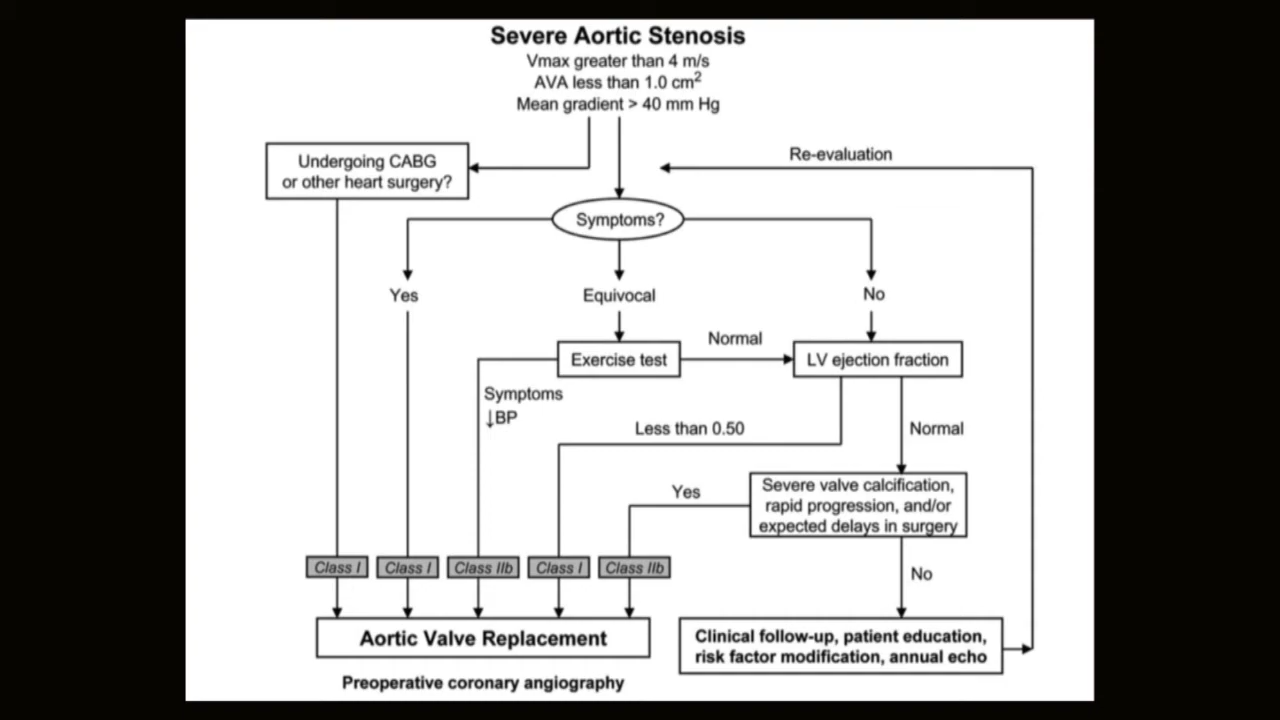 Severe Aortic Stenosis
Vmax greater than 4 m/s
AVA less than 1.0 cm²
Mean gradient > 40 mm Hg
Undergoing CABG
or other heart surgery?
Re-evaluation
Symptoms?
Yes
Equivocal
No
Exercise test
Normal
LV ejection fraction
Symptoms
↓BP
Less than 0.50
Normal
Severe valve calcification,
rapid progression, and/or
expected delays in surgery
Yes
No
Class I
Class I
Class IIb
Class I
Class IIb
Aortic Valve Replacement
Clinical follow-up, patient education,
risk factor modification, annual echo
Preoperative coronary angiography